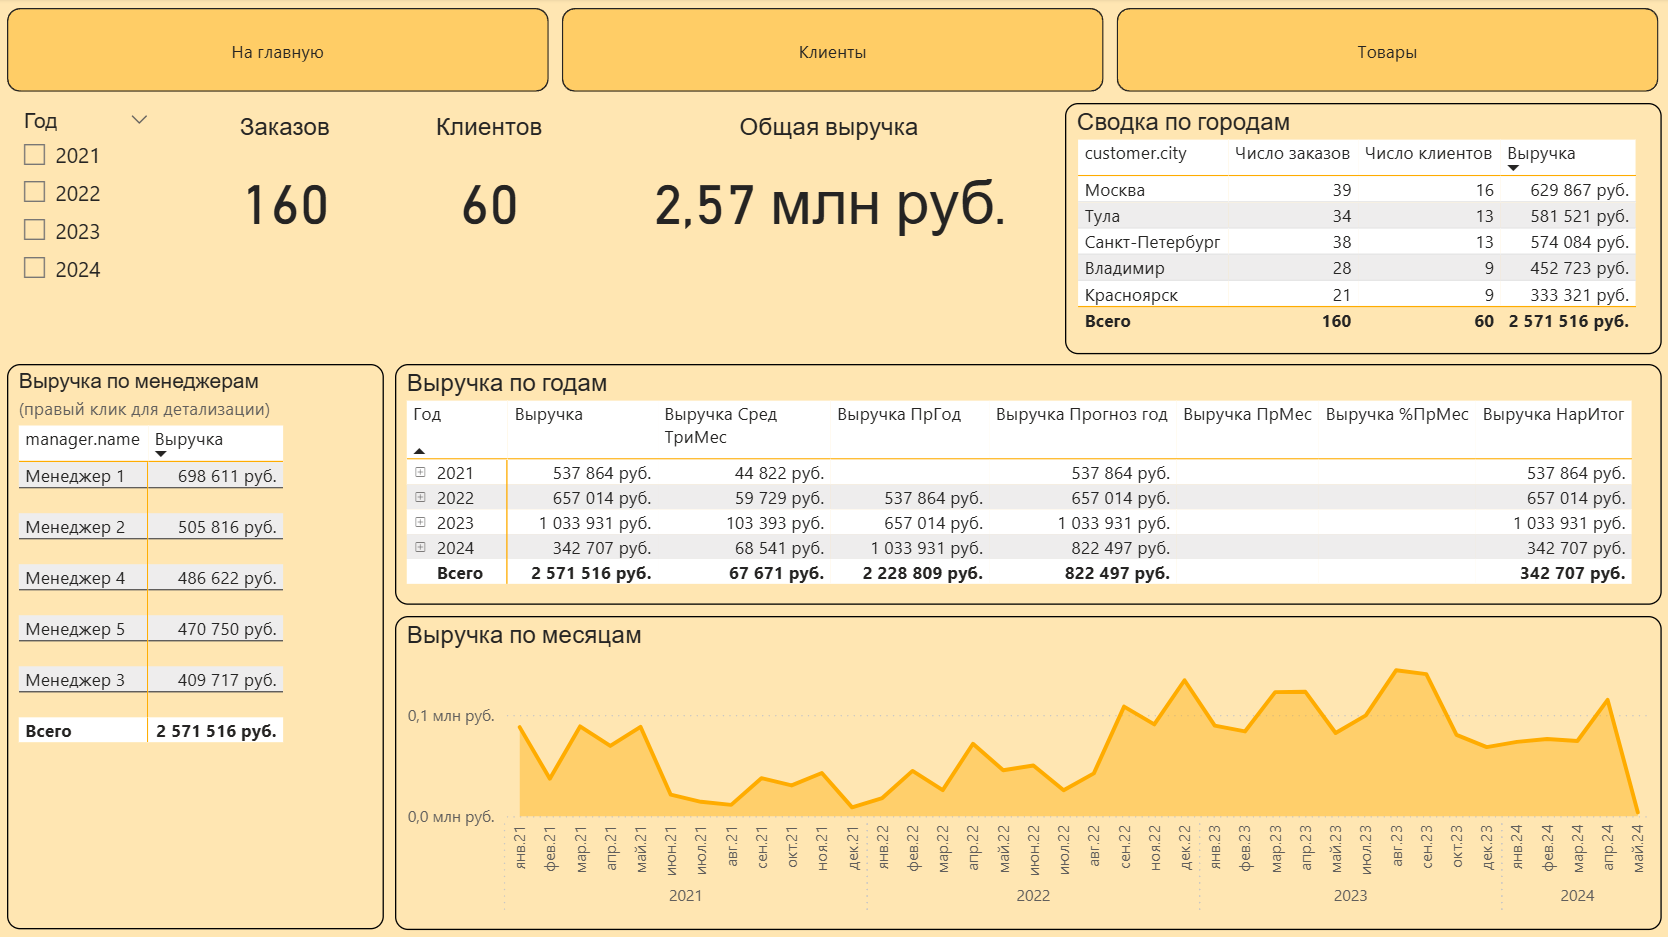 На главную
Клиенты
Товары
Год
2021
2022
2023
2024
Заказов
160
Клиентов
60
Общая выручка
2,57 млн руб.
Сводка по городам
customer.city Число заказов Число клиентов Выручка
Москва 39 16 629 867 руб.
Тула 34 13 581 521 руб.
Санкт-Петербург 38 13 574 084 руб.
Владимир 28 9 452 723 руб.
Красноярск 21 9 333 321 руб.
Всего 160 60 2 571 516 руб.
Выручка по менеджерам
(правый клик для детализации)
manager.name Выручка
Менеджер 1 698 611 руб.
Менеджер 2 505 816 руб.
Менеджер 4 486 622 руб.
Менеджер 5 470 750 руб.
Менеджер 3 409 717 руб.
Всего 2 571 516 руб.
Выручка по годам
Год Выручка Выручка Сред ТриМес Выручка ПрГод Выручка Прогноз год Выручка ПрМес Выручка %ПрМес Выручка НарИтог
2021 537 864 руб. 44 822 руб. 537 864 руб. 537 864 руб.
2022 657 014 руб. 59 729 руб. 537 864 руб. 657 014 руб. 657 014 руб.
2023 1 033 931 руб. 103 393 руб. 657 014 руб. 1 033 931 руб. 1 033 931 руб.
2024 342 707 руб. 68 541 руб. 1 033 931 руб. 822 497 руб. 342 707 руб.
Всего 2 571 516 руб. 67 671 руб. 2 228 809 руб. 822 497 руб. 342 707 руб.
Выручка по месяцам
0,1 млн руб.
0,0 млн руб.
янв.21 фев.21 мар.21 апр.21 май.21 июн.21 июл.21 авг.21 сен.21 окт.21 ноя.21 дек.21 янв.22 фев.22 мар.22 апр.22 май.22 июн.22 июл.22 авг.22 сен.22 ноя.22 дек.22 янв.23 фев.23 мар.23 апр.23 май.23 июл.23 авг.23 сен.23 окт.23 дек.23 янв.24 фев.24 мар.24 апр.24 май.24
2021 2022 2023 2024